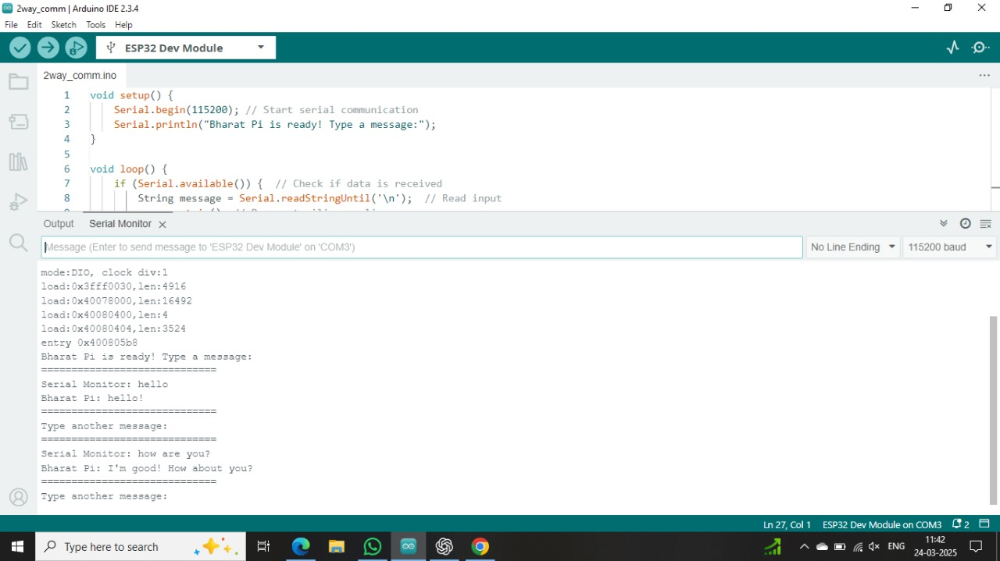 2way_comm | Arduino IDE 2.3.4
File Edit Sketch Tools Help
ESP32 Dev Module
2way_comm.ino
1 void setup() {
2 Serial.begin(115200); // Start serial communication
3 Serial.println("Bharat Pi is ready! Type a message:");
4 }
5
6 void loop() {
7 if (Serial.available()) { // Check if data is received
8 String message = Serial.readStringUntil('\n'); // Read input
Output Serial Monitor
Message (Enter to send message to 'ESP32 Dev Module' on 'COM3') No Line Ending 115200 baud
mode:DIO, clock div:1
load:0x3fff0030,len:4916
load:0x40078000,len:16492
load:0x40080400,len:4
load:0x40080404,len:3524
entry 0x400805b8
Bharat Pi is ready! Type a message:
=============================
Serial Monitor: hello
Bharat Pi: hello!
=============================
Type another message:
=============================
Serial Monitor: how are you?
Bharat Pi: I'm good! How about you?
=============================
Type another message:
Ln 27, Col 1 ESP32 Dev Module on COM3 2
Type here to search
ENG
11:42
24-03-2025